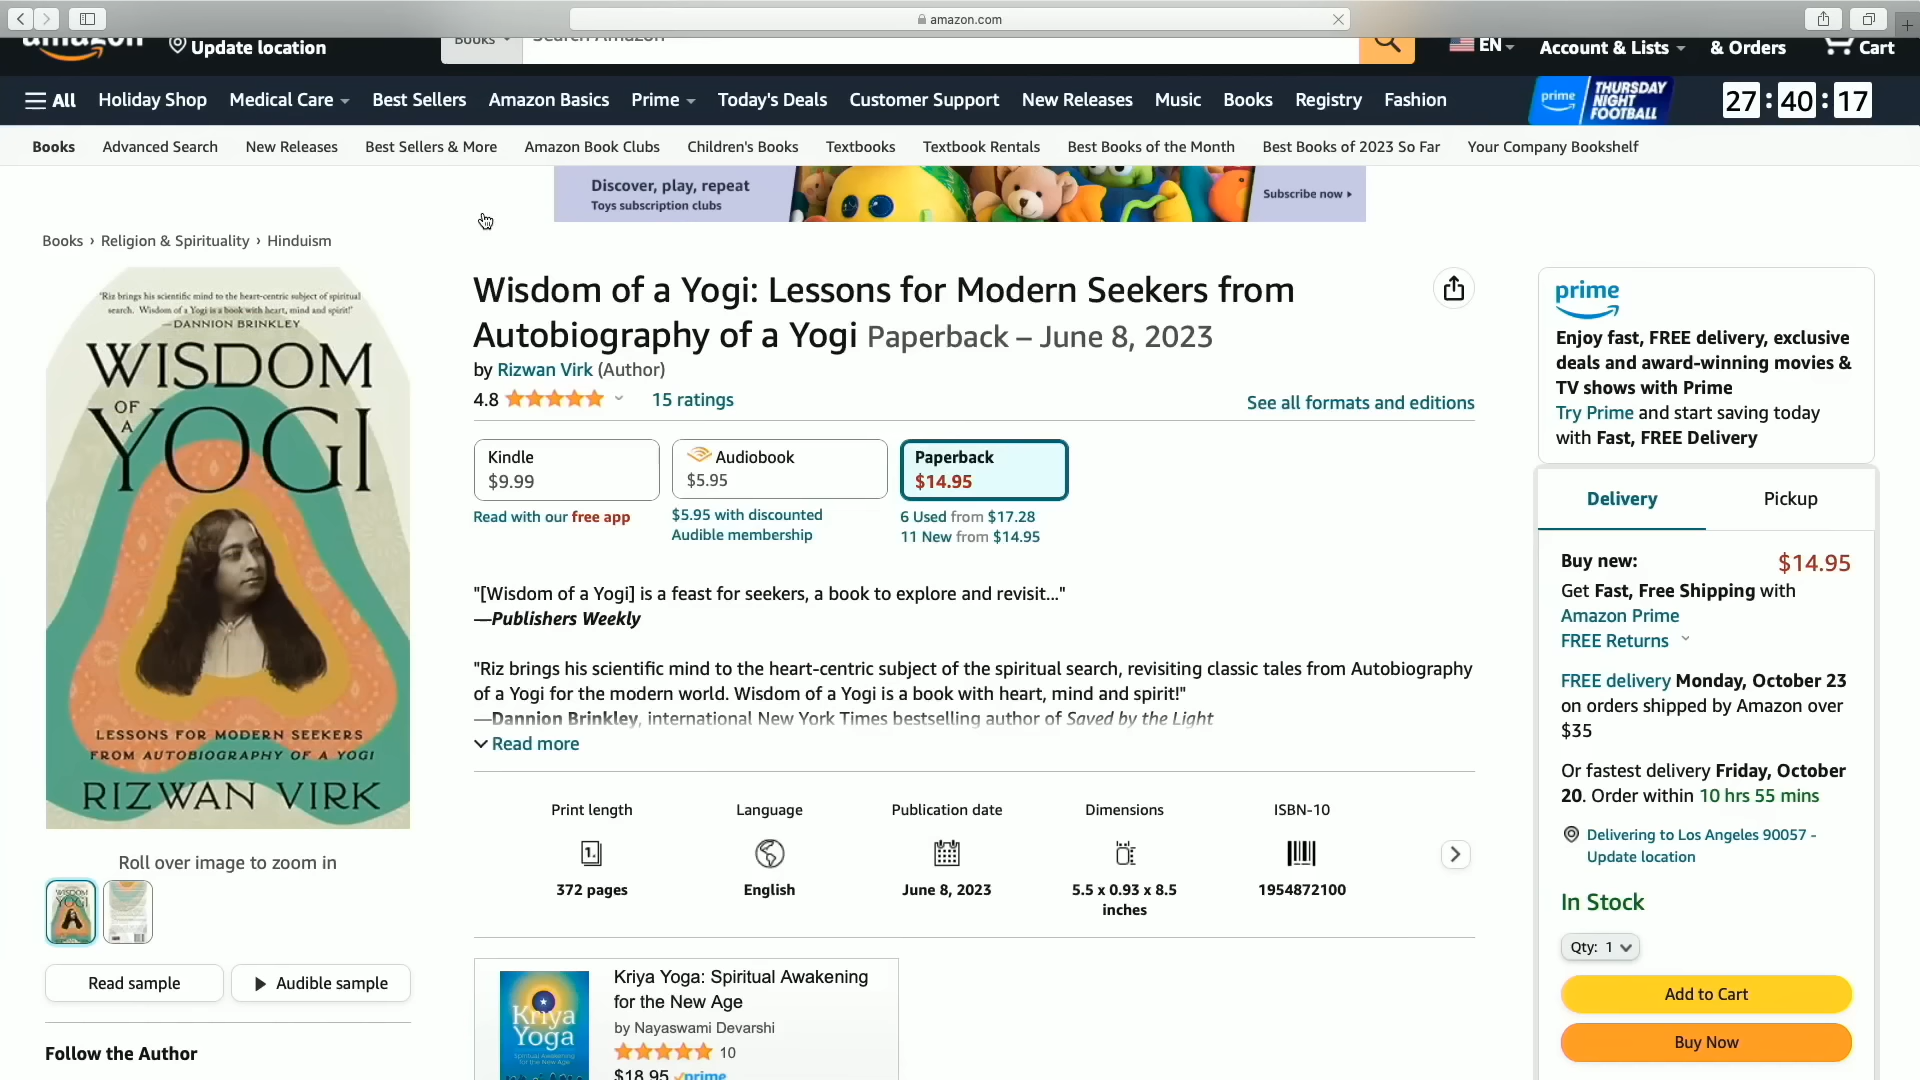 amazon.com
amazon
Update location
Books
Search Amazon
EN
Account & Lists
& Orders
Cart
All
Holiday Shop
Medical Care
Best Sellers
Amazon Basics
Prime
Today's Deals
Customer Support
New Releases
Music
Books
Registry
Fashion
prime
THURSDAY
NIGHT
FOOTBALL
27 : 40 : 17
Books
Advanced Search
New Releases
Best Sellers & More
Amazon Book Clubs
Children's Books
Textbooks
Textbook Rentals
Best Books of the Month
Best Books of 2023 So Far
Your Company Bookshelf
Discover, play, repeat
Toys subscription clubs
Subscribe now
Books › Religion & Spirituality › Hinduism
"Riz brings his scientific mind to the heart-centric subject of spiritual
search. Wisdom of a Yogi is a book with heart, mind and spirit!"
—DANNION BRINKLEY
WISDOM
OF
A
YOGI
LESSONS FOR MODERN SEEKERS
FROM AUTOBIOGRAPHY OF A YOGI
RIZWAN VIRK
Roll over image to zoom in
WISDOM
YOGI
Read sample
Audible sample
Follow the Author
Wisdom of a Yogi: Lessons for Modern Seekers from
Autobiography of a Yogi Paperback – June 8, 2023
by Rizwan Virk (Author)
4.8
15 ratings
See all formats and editions
Kindle
$9.99
Read with our free app
Audiobook
$5.95
$5.95 with discounted
Audible membership
Paperback
$14.95
6 Used from $17.28
11 New from $14.95
"[Wisdom of a Yogi] is a feast for seekers, a book to explore and revisit..."
—Publishers Weekly
"Riz brings his scientific mind to the heart-centric subject of the spiritual search, revisiting classic tales from Autobiography
of a Yogi for the modern world. Wisdom of a Yogi is a book with heart, mind and spirit!"
—Dannion Brinkley, international New York Times bestselling author of Saved by the Light
Read more
Print length
372 pages
Language
English
Publication date
June 8, 2023
Dimensions
5.5 x 0.93 x 8.5
inches
ISBN-10
1954872100
Kriya
Yoga
Spiritual Awakening
for the New Age
Kriya Yoga: Spiritual Awakening
for the New Age
by Nayaswami Devarshi
10
$18.95 prime
prime
Enjoy fast, FREE delivery, exclusive
deals and award-winning movies &
TV shows with Prime
Try Prime and start saving today
with Fast, FREE Delivery
Delivery
Pickup
Buy new:
$14.95
Get Fast, Free Shipping with
Amazon Prime
FREE Returns
FREE delivery Monday, October 23
on orders shipped by Amazon over
$35
Or fastest delivery Friday, October
20. Order within 10 hrs 55 mins
Delivering to Los Angeles 90057 -
Update location
In Stock
Qty: 1
Add to Cart
Buy Now